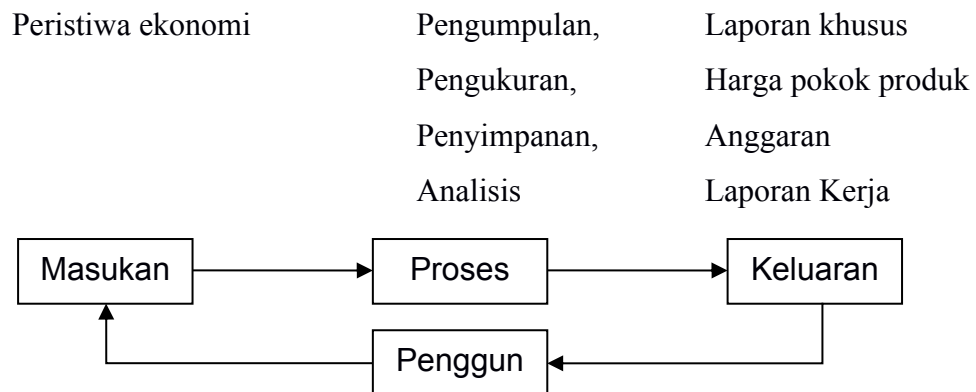 Peristiwa ekonomi
Pengumpulan,
Pengukuran,
Penyimpanan,
Analisis
Laporan khusus
Harga pokok produk
Anggaran
Laporan Kerja
Masukan
Proses
Keluaran
Penggun